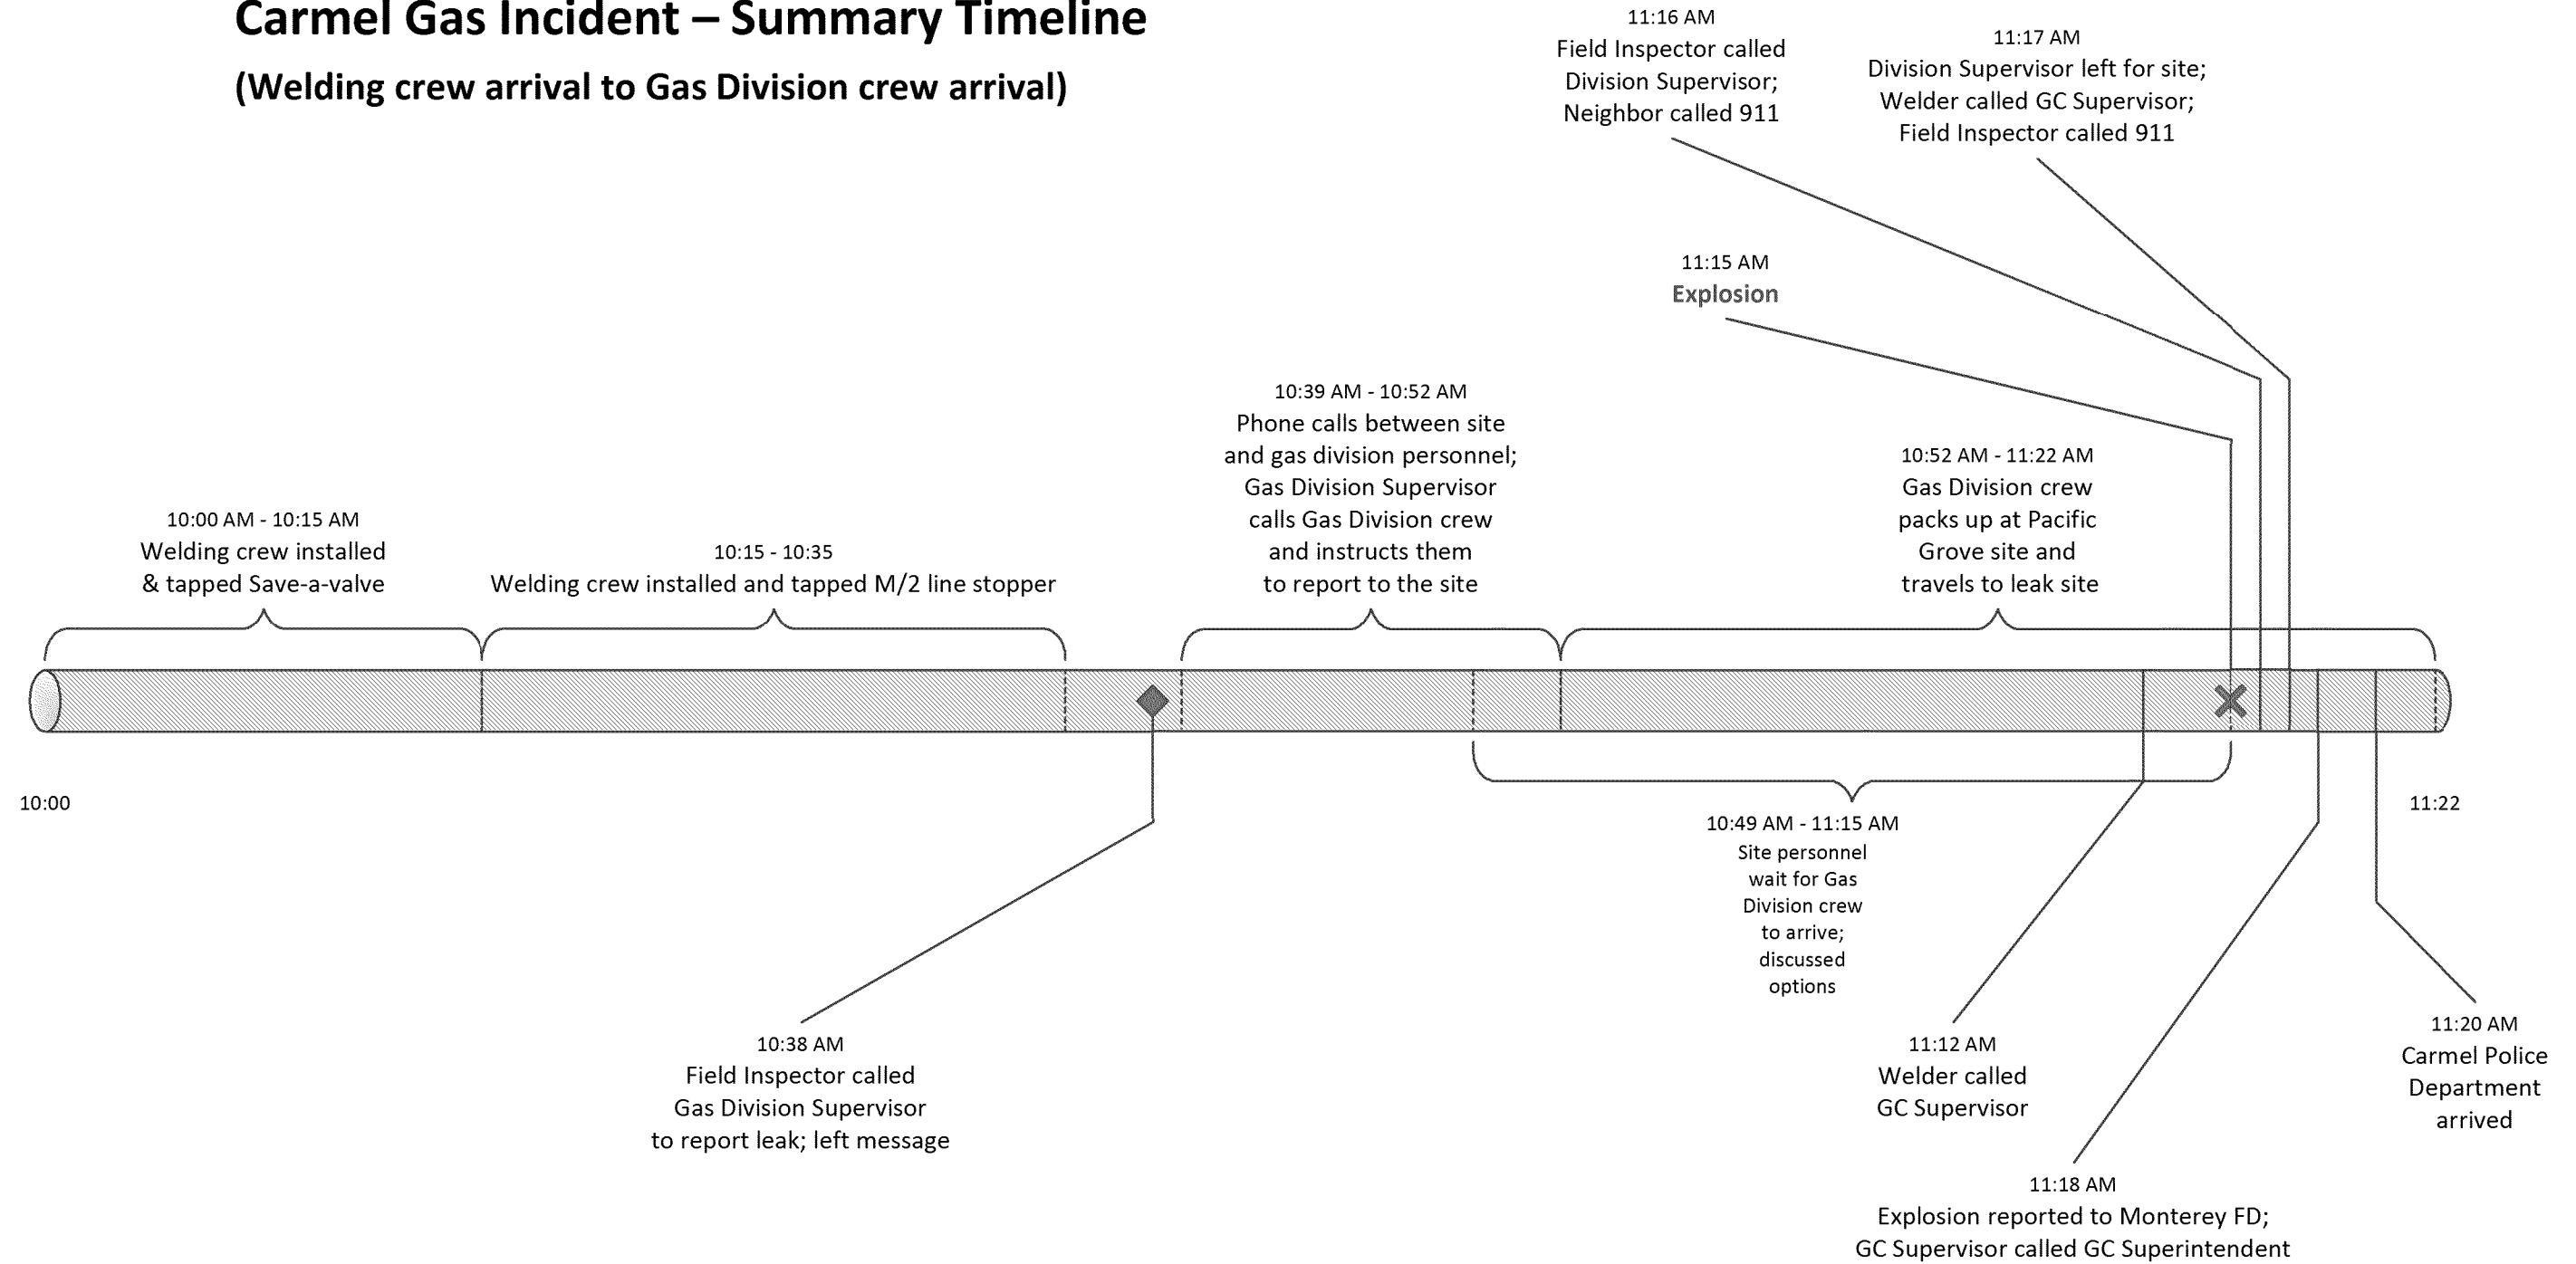 Carmel Gas Incident – Summary Timeline
(Welding crew arrival to Gas Division crew arrival)
11:16 AM
Field Inspector called
Division Supervisor;
Neighbor called 911
11:17 AM
Division Supervisor left for site;
Welder called GC Supervisor;
Field Inspector called 911
11:15 AM
Explosion
10:00 AM - 10:15 AM
Welding crew installed
& tapped Save-a-valve
10:15 - 10:35
Welding crew installed and tapped M/2 line stopper
10:39 AM - 10:52 AM
Phone calls between site
and gas division personnel;
Gas Division Supervisor
calls Gas Division crew
and instructs them
to report to the site
10:52 AM - 11:22 AM
Gas Division crew
packs up at Pacific
Grove site and
travels to leak site
10:00
11:22
10:49 AM - 11:15 AM
Site personnel
wait for Gas
Division crew
to arrive;
discussed
options
10:38 AM
Field Inspector called
Gas Division Supervisor
to report leak; left message
11:12 AM
Welder called
GC Supervisor
11:20 AM
Carmel Police
Department
arrived
11:18 AM
Explosion reported to Monterey FD;
GC Supervisor called GC Superintendent